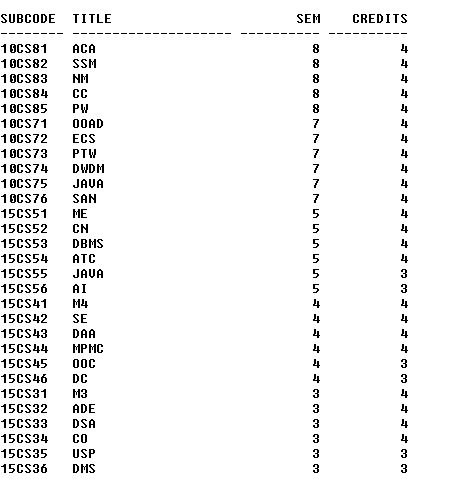 SUBCODE TITLE SEM CREDITS
-------- -------------------- ---------- ----------
10CS81 ACA 8 4
10CS82 SSM 8 4
10CS83 NM 8 4
10CS84 CC 8 4
10CS85 PW 8 4
10CS71 OOAD 7 4
10CS72 ECS 7 4
10CS73 PTW 7 4
10CS74 DWDM 7 4
10CS75 JAVA 7 4
10CS76 SAN 7 4
15CS51 ME 5 4
15CS52 CN 5 4
15CS53 DBMS 5 4
15CS54 ATC 5 4
15CS55 JAVA 5 3
15CS56 AI 5 3
15CS41 M4 4 4
15CS42 SE 4 4
15CS43 DAA 4 4
15CS44 MPMC 4 4
15CS45 OOC 4 3
15CS46 DC 4 3
15CS31 M3 3 4
15CS32 ADE 3 4
15CS33 DSA 3 4
15CS34 CO 3 4
15CS35 USP 3 3
15CS36 DMS 3 3